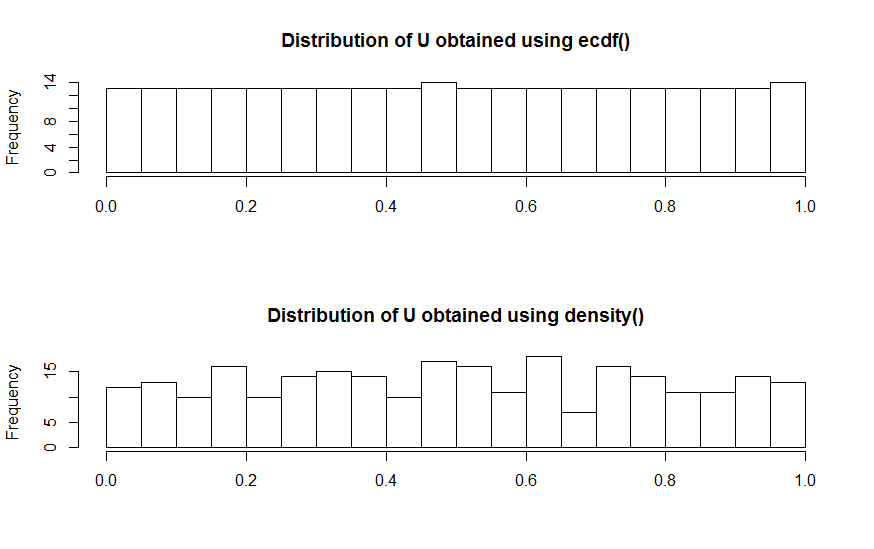 Distribution of U obtained using ecdf()
Frequency
14
8
4
0
0.0 0.2 0.4 0.6 0.8 1.0
Distribution of U obtained using density()
Frequency
15
5
0
0.0 0.2 0.4 0.6 0.8 1.0